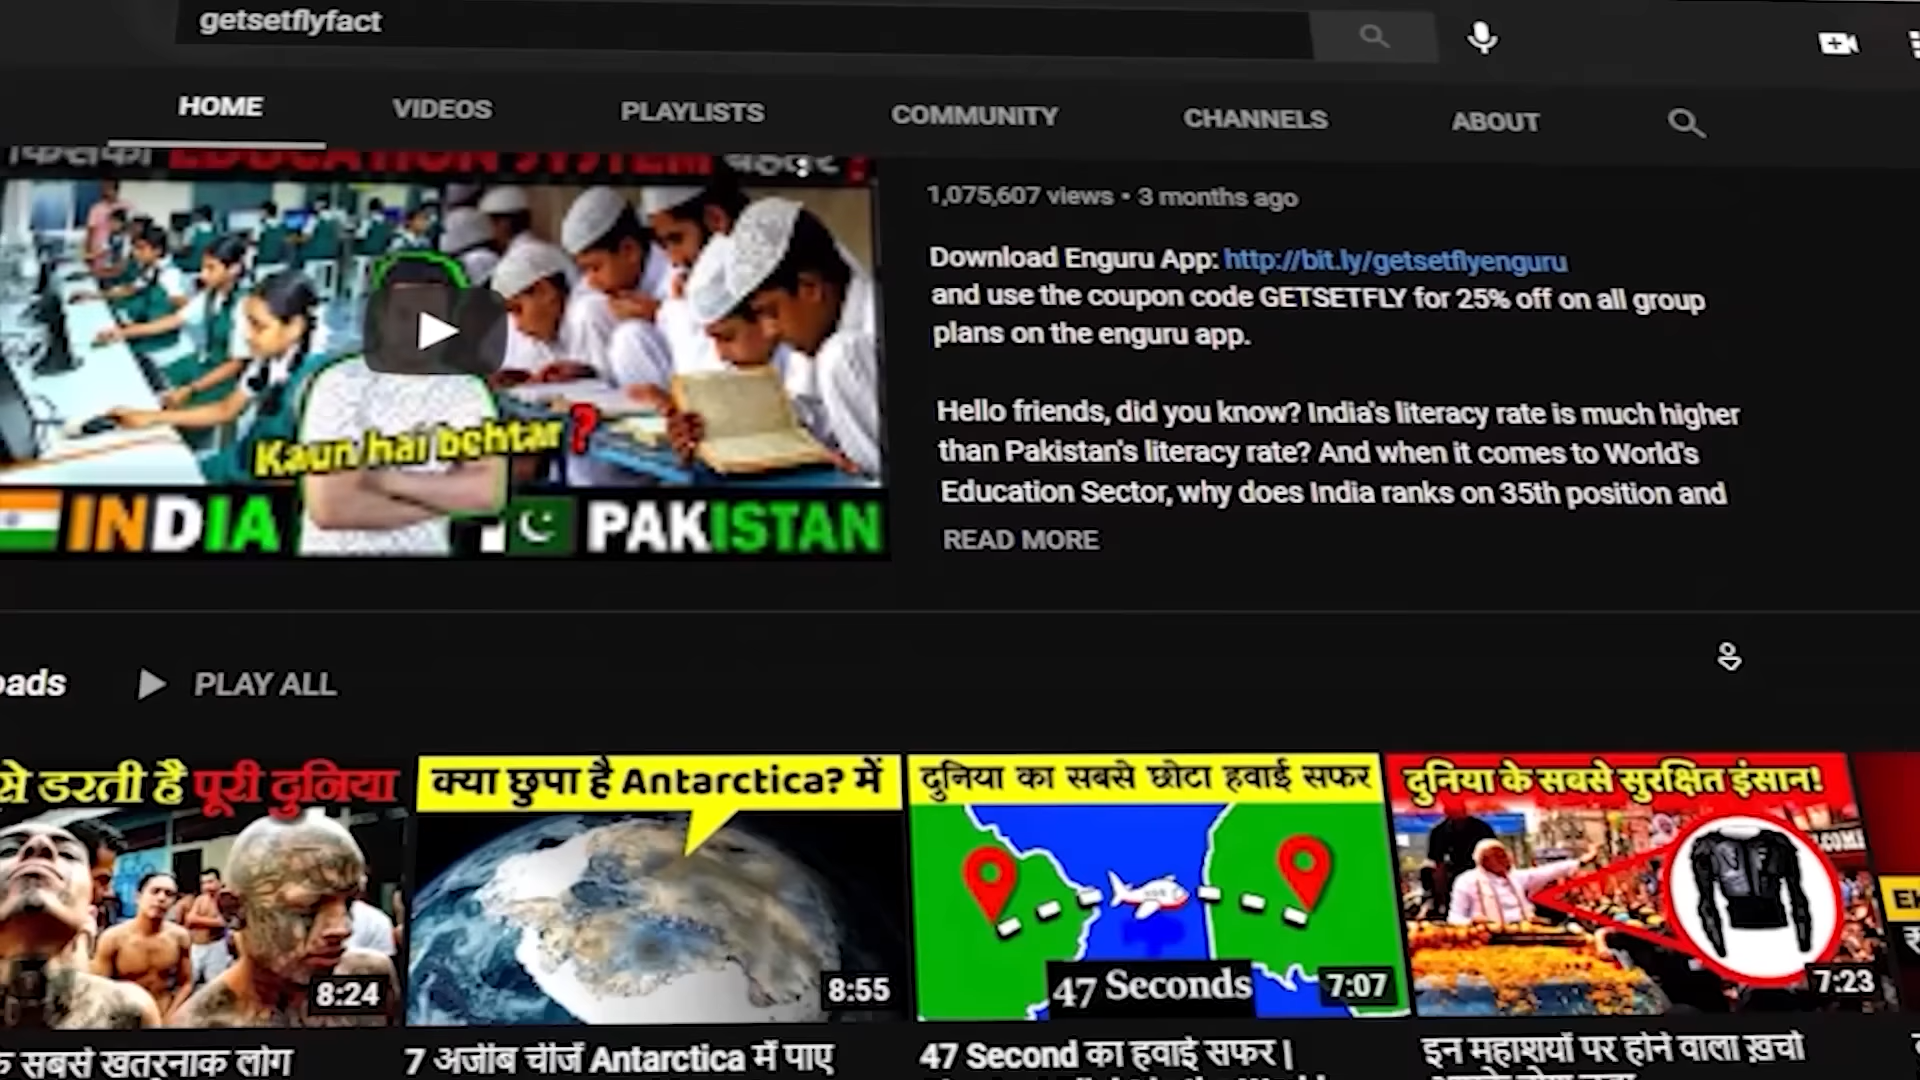 getsetflyfact
HOME VIDEOS PLAYLISTS COMMUNITY CHANNELS ABOUT
EDUCATION SYSTEM
1,075,607 views • 3 months ago
Download Enguru App: http://bit.ly/getsetflyenguru
and use the coupon code GETSETFLY for 25% off on all group
plans on the enguru app.
Hello friends, did you know? India's literacy rate is much higher
than Pakistan's literacy rate? And when it comes to World's
Education Sector, why does India ranks on 35th position and
READ MORE
Kaun hai behtar ?
INDIA PAKISTAN
oads PLAY ALL
से डरती है पूरी दुनिया
8:24
क्या छुपा है Antarctica? में
8:55
दुनिया का सबसे छोटा हवाई सफर
47 Seconds
7:07
दुनिया के सबसे सुरक्षित इंसान!
.COM
7:23
सबसे खतरनाक लोग
7 अजीब चीजें Antarctica में पाए
47 Second का हवाई सफर |
इन महाशयों पर होने वाला ख़र्चा